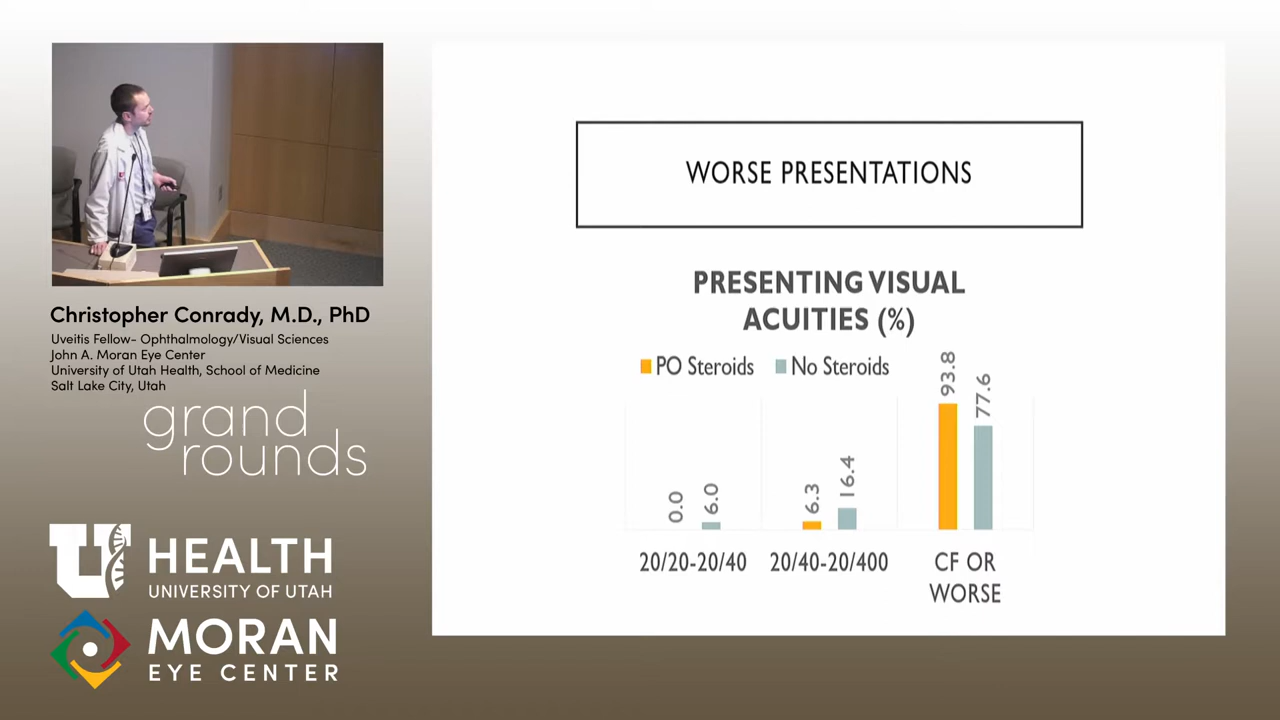 WORSE PRESENTATIONS
PRESENTING VISUAL
ACUITIES (%)
PO Steroids No Steroids
0.0
6.0
6.3
16.4
93.8
77.6
20/20-20/40 20/40-20/400 CF OR
WORSE
Christopher Conrady, M.D., PhD
Uveitis Fellow- Ophthalmology/Visual Sciences
John A. Moran Eye Center
University of Utah Health, School of Medicine
Salt Lake City, Utah
grand
rounds
U HEALTH
UNIVERSITY OF UTAH
MORAN
EYE CENTER